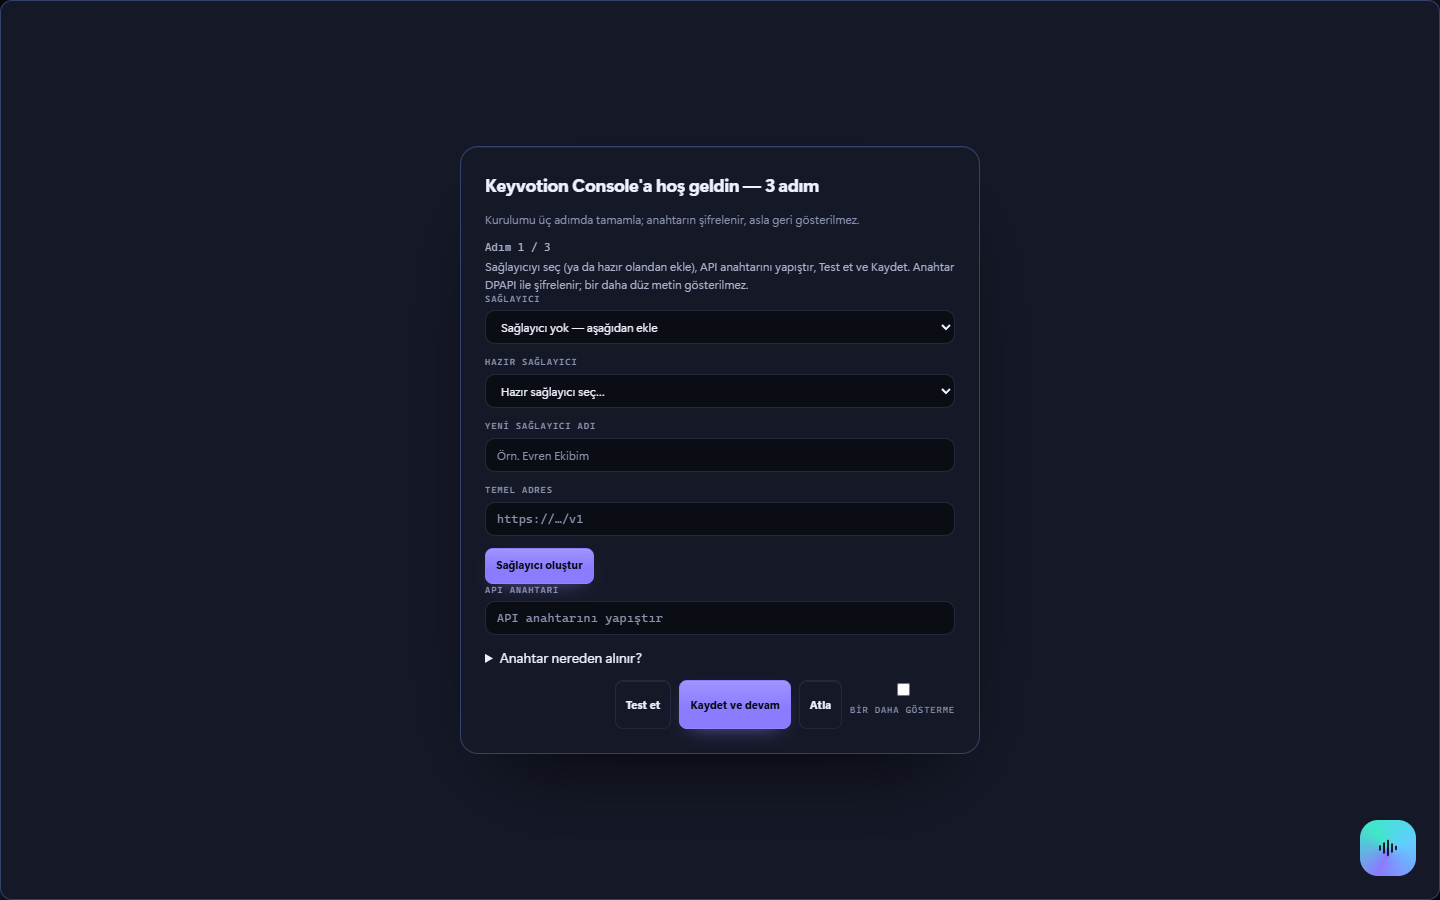 Keyvotion Console'a hoş geldin — 3 adım
Kurulumu üç adımda tamamla; anahtarın şifrelenir, asla geri gösterilmez.
Adım 1 / 3
Sağlayıcıyı seç (ya da hazır olandan ekle), API anahtarını yapıştır, Test et ve Kaydet. Anahtar
DPAPI ile şifrelenir; bir daha düz metin gösterilmez.
SAĞLAYICI
Sağlayıcı yok — aşağıdan ekle
HAZIR SAĞLAYICI
Hazır sağlayıcı seç...
YENİ SAĞLAYICI ADI
Örn. Evren Ekibim
TEMEL ADRES
https://…/v1
Sağlayıcı oluştur
API ANAHTARI
API anahtarını yapıştır
Anahtar nereden alınır?
Test et
Kaydet ve devam
Atla
BİR DAHA GÖSTERME